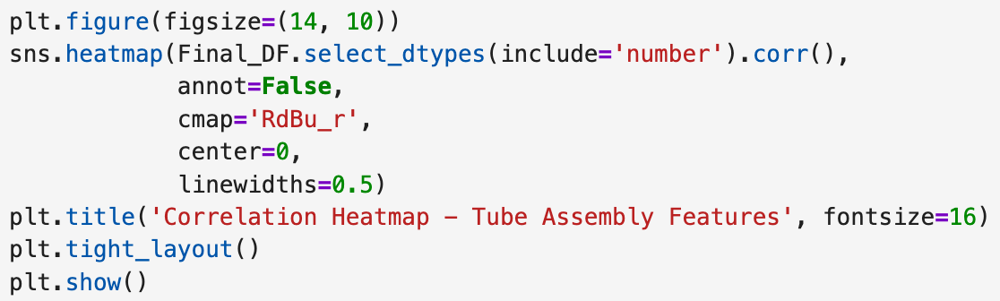 plt.figure(figsize=(14, 10))
sns.heatmap(Final_DF.select_dtypes(include='number').corr(),
            annot=False,
            cmap='RdBu_r',
            center=0,
            linewidths=0.5)
plt.title('Correlation Heatmap – Tube Assembly Features', fontsize=16)
plt.tight_layout()
plt.show()